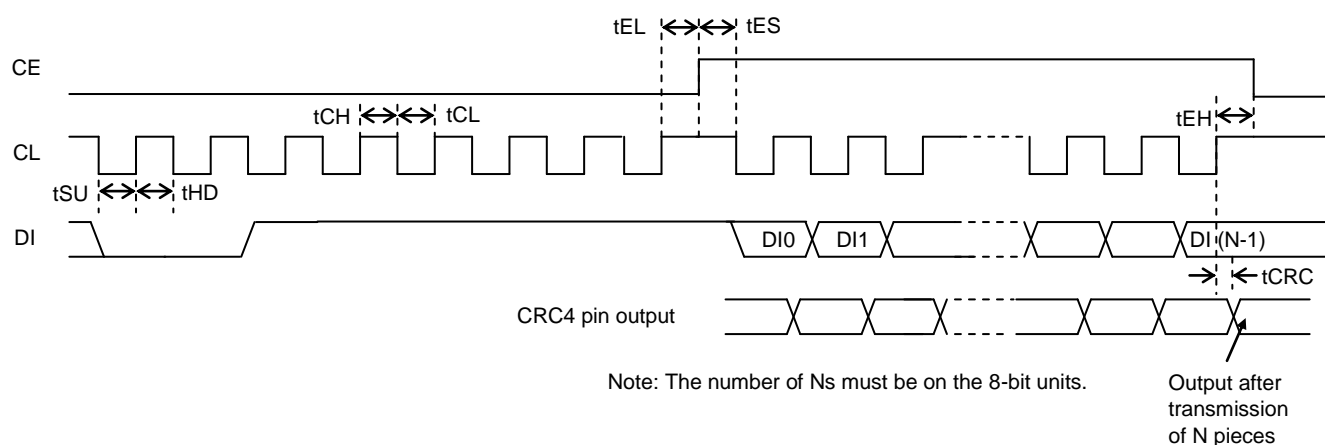 tEL
tES
CE
tCH
tCL
tEH
CL
tSU
tHD
DI
DI0
DI1
DI (N-1)
tCRC
CRC4 pin output
Note: The number of Ns must be on the 8-bit units.
Output after
transmission
of N pieces